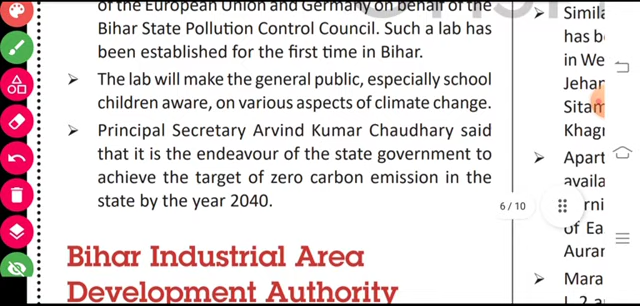 of the European Union and Germany on behalf of the
Bihar State Pollution Control Council. Such a lab has
been established for the first time in Bihar.
➤ The lab will make the general public, especially school
children aware, on various aspects of climate change.
➤ Principal Secretary Arvind Kumar Chaudhary said
that it is the endeavour of the state government to
achieve the target of zero carbon emission in the
state by the year 2040.
Bihar Industrial Area
Development Authority
➤ Simila
has b
in We
Jehar
Sitam
Khagr
➤ Apart
availa
of Ea
Aurar
➤ Mara
6 / 10